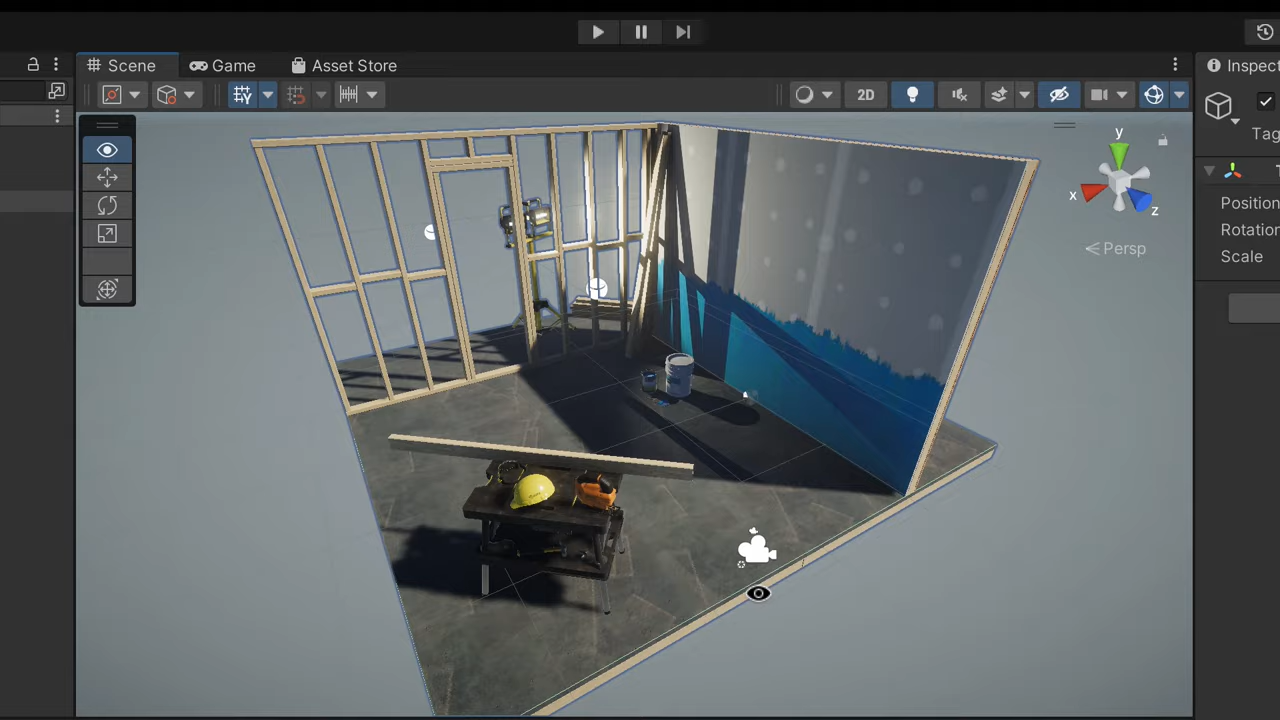 Scene
Game
Asset Store
Inspect
2D
Tag
y
x
z
Persp
Position
Rotation
Scale